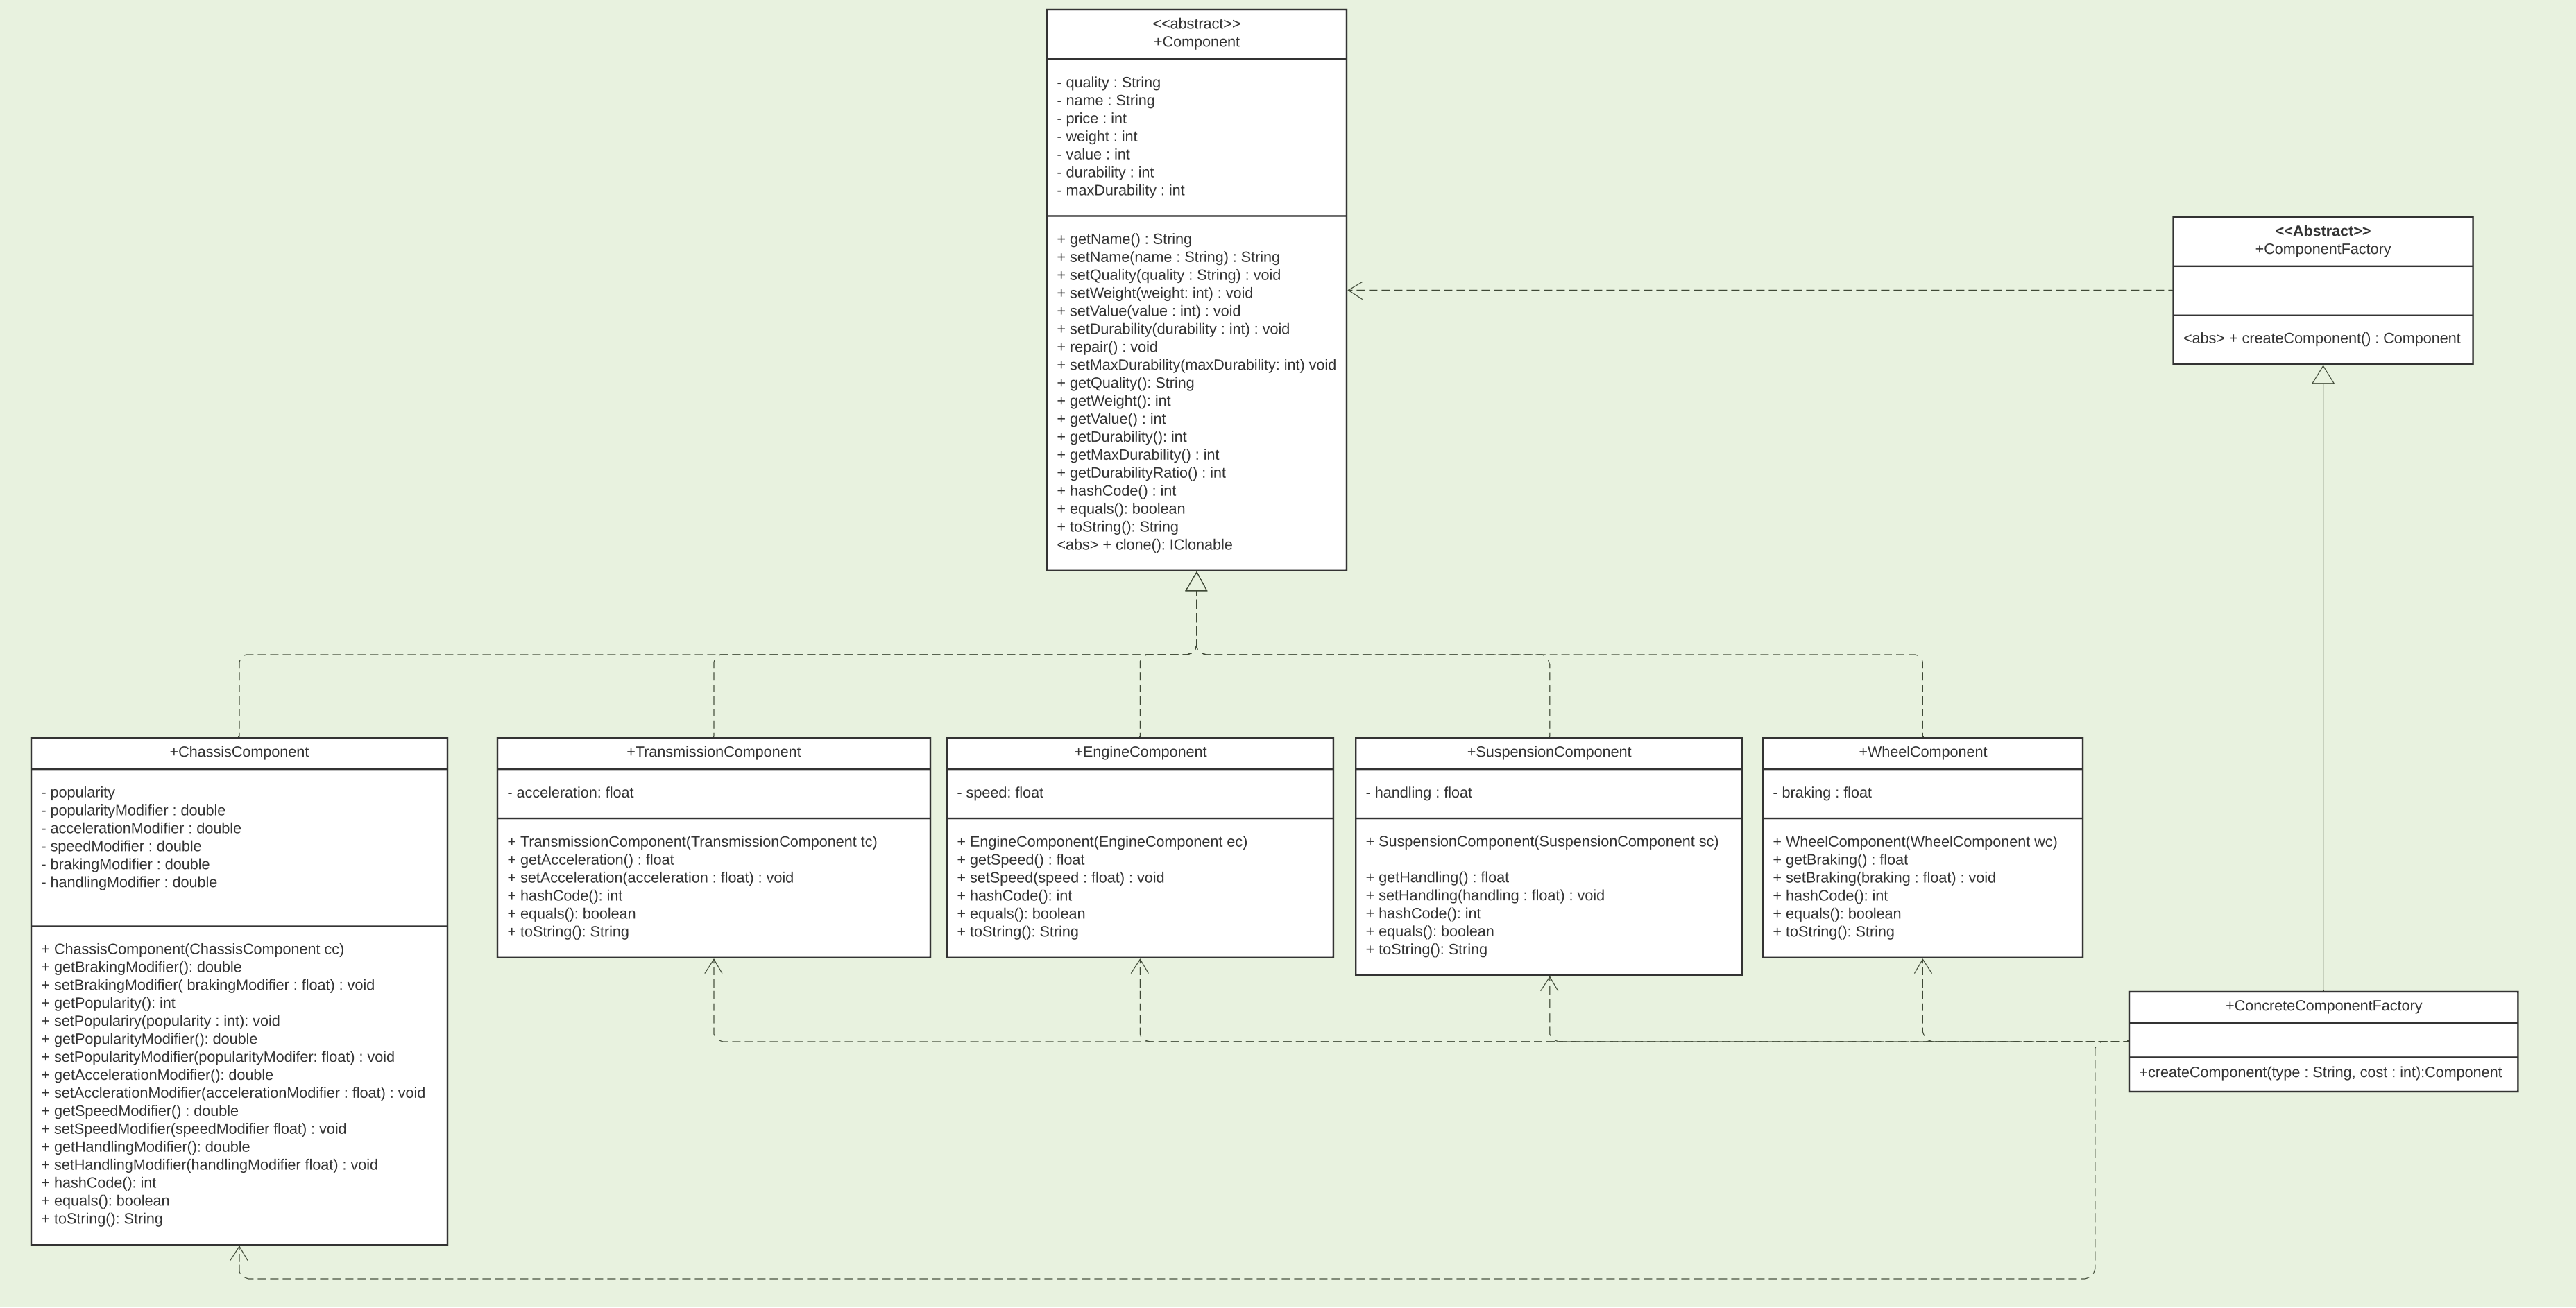 <<abstract>>
+Component
- quality : String
- name : String
- price : int
- weight : int
- value : int
- durability : int
- maxDurability : int
+ getName() : String
+ setName(name : String) : String
+ setQuality(quality : String) : void
+ setWeight(weight: int) : void
+ setValue(value : int) : void
+ setDurability(durability : int) : void
+ repair() : void
+ setMaxDurability(maxDurability: int) void
+ getQuality(): String
+ getWeight(): int
+ getValue() : int
+ getDurability(): int
+ getMaxDurability() : int
+ getDurabilityRatio() : int
+ hashCode() : int
+ equals(): boolean
+ toString(): String
<abs> + clone(): IClonable
<<Abstract>>
+ComponentFactory
<abs> + createComponent() : Component
+ChassisComponent
- popularity
- popularityModifier : double
- accelerationModifier : double
- speedModifier : double
- brakingModifier : double
- handlingModifier : double
+ ChassisComponent(ChassisComponent cc)
+ getBrakingModifier(): double
+ setBrakingModifier( brakingModifier : float) : void
+ getPopularity(): int
+ setPopulariry(popularity : int): void
+ getPopularityModifier(): double
+ setPopularityModifier(popularityModifer: float) : void
+ getAccelerationModifier(): double
+ setAcclerationModifier(accelerationModifier : float) : void
+ getSpeedModifier() : double
+ setSpeedModifier(speedModifier float) : void
+ getHandlingModifier(): double
+ setHandlingModifier(handlingModifier float) : void
+ hashCode(): int
+ equals(): boolean
+ toString(): String
+TransmissionComponent
- acceleration: float
+ TransmissionComponent(TransmissionComponent tc)
+ getAcceleration() : float
+ setAcceleration(acceleration : float) : void
+ hashCode(): int
+ equals(): boolean
+ toString(): String
+EngineComponent
- speed: float
+ EngineComponent(EngineComponent ec)
+ getSpeed() : float
+ setSpeed(speed : float) : void
+ hashCode(): int
+ equals(): boolean
+ toString(): String
+SuspensionComponent
- handling : float
+ SuspensionComponent(SuspensionComponent sc)
+ getHandling() : float
+ setHandling(handling : float) : void
+ hashCode(): int
+ equals(): boolean
+ toString(): String
+WheelComponent
- braking : float
+ WheelComponent(WheelComponent wc)
+ getBraking() : float
+ setBraking(braking : float) : void
+ hashCode(): int
+ equals(): boolean
+ toString(): String
+ConcreteComponentFactory
+createComponent(type : String, cost : int):Component